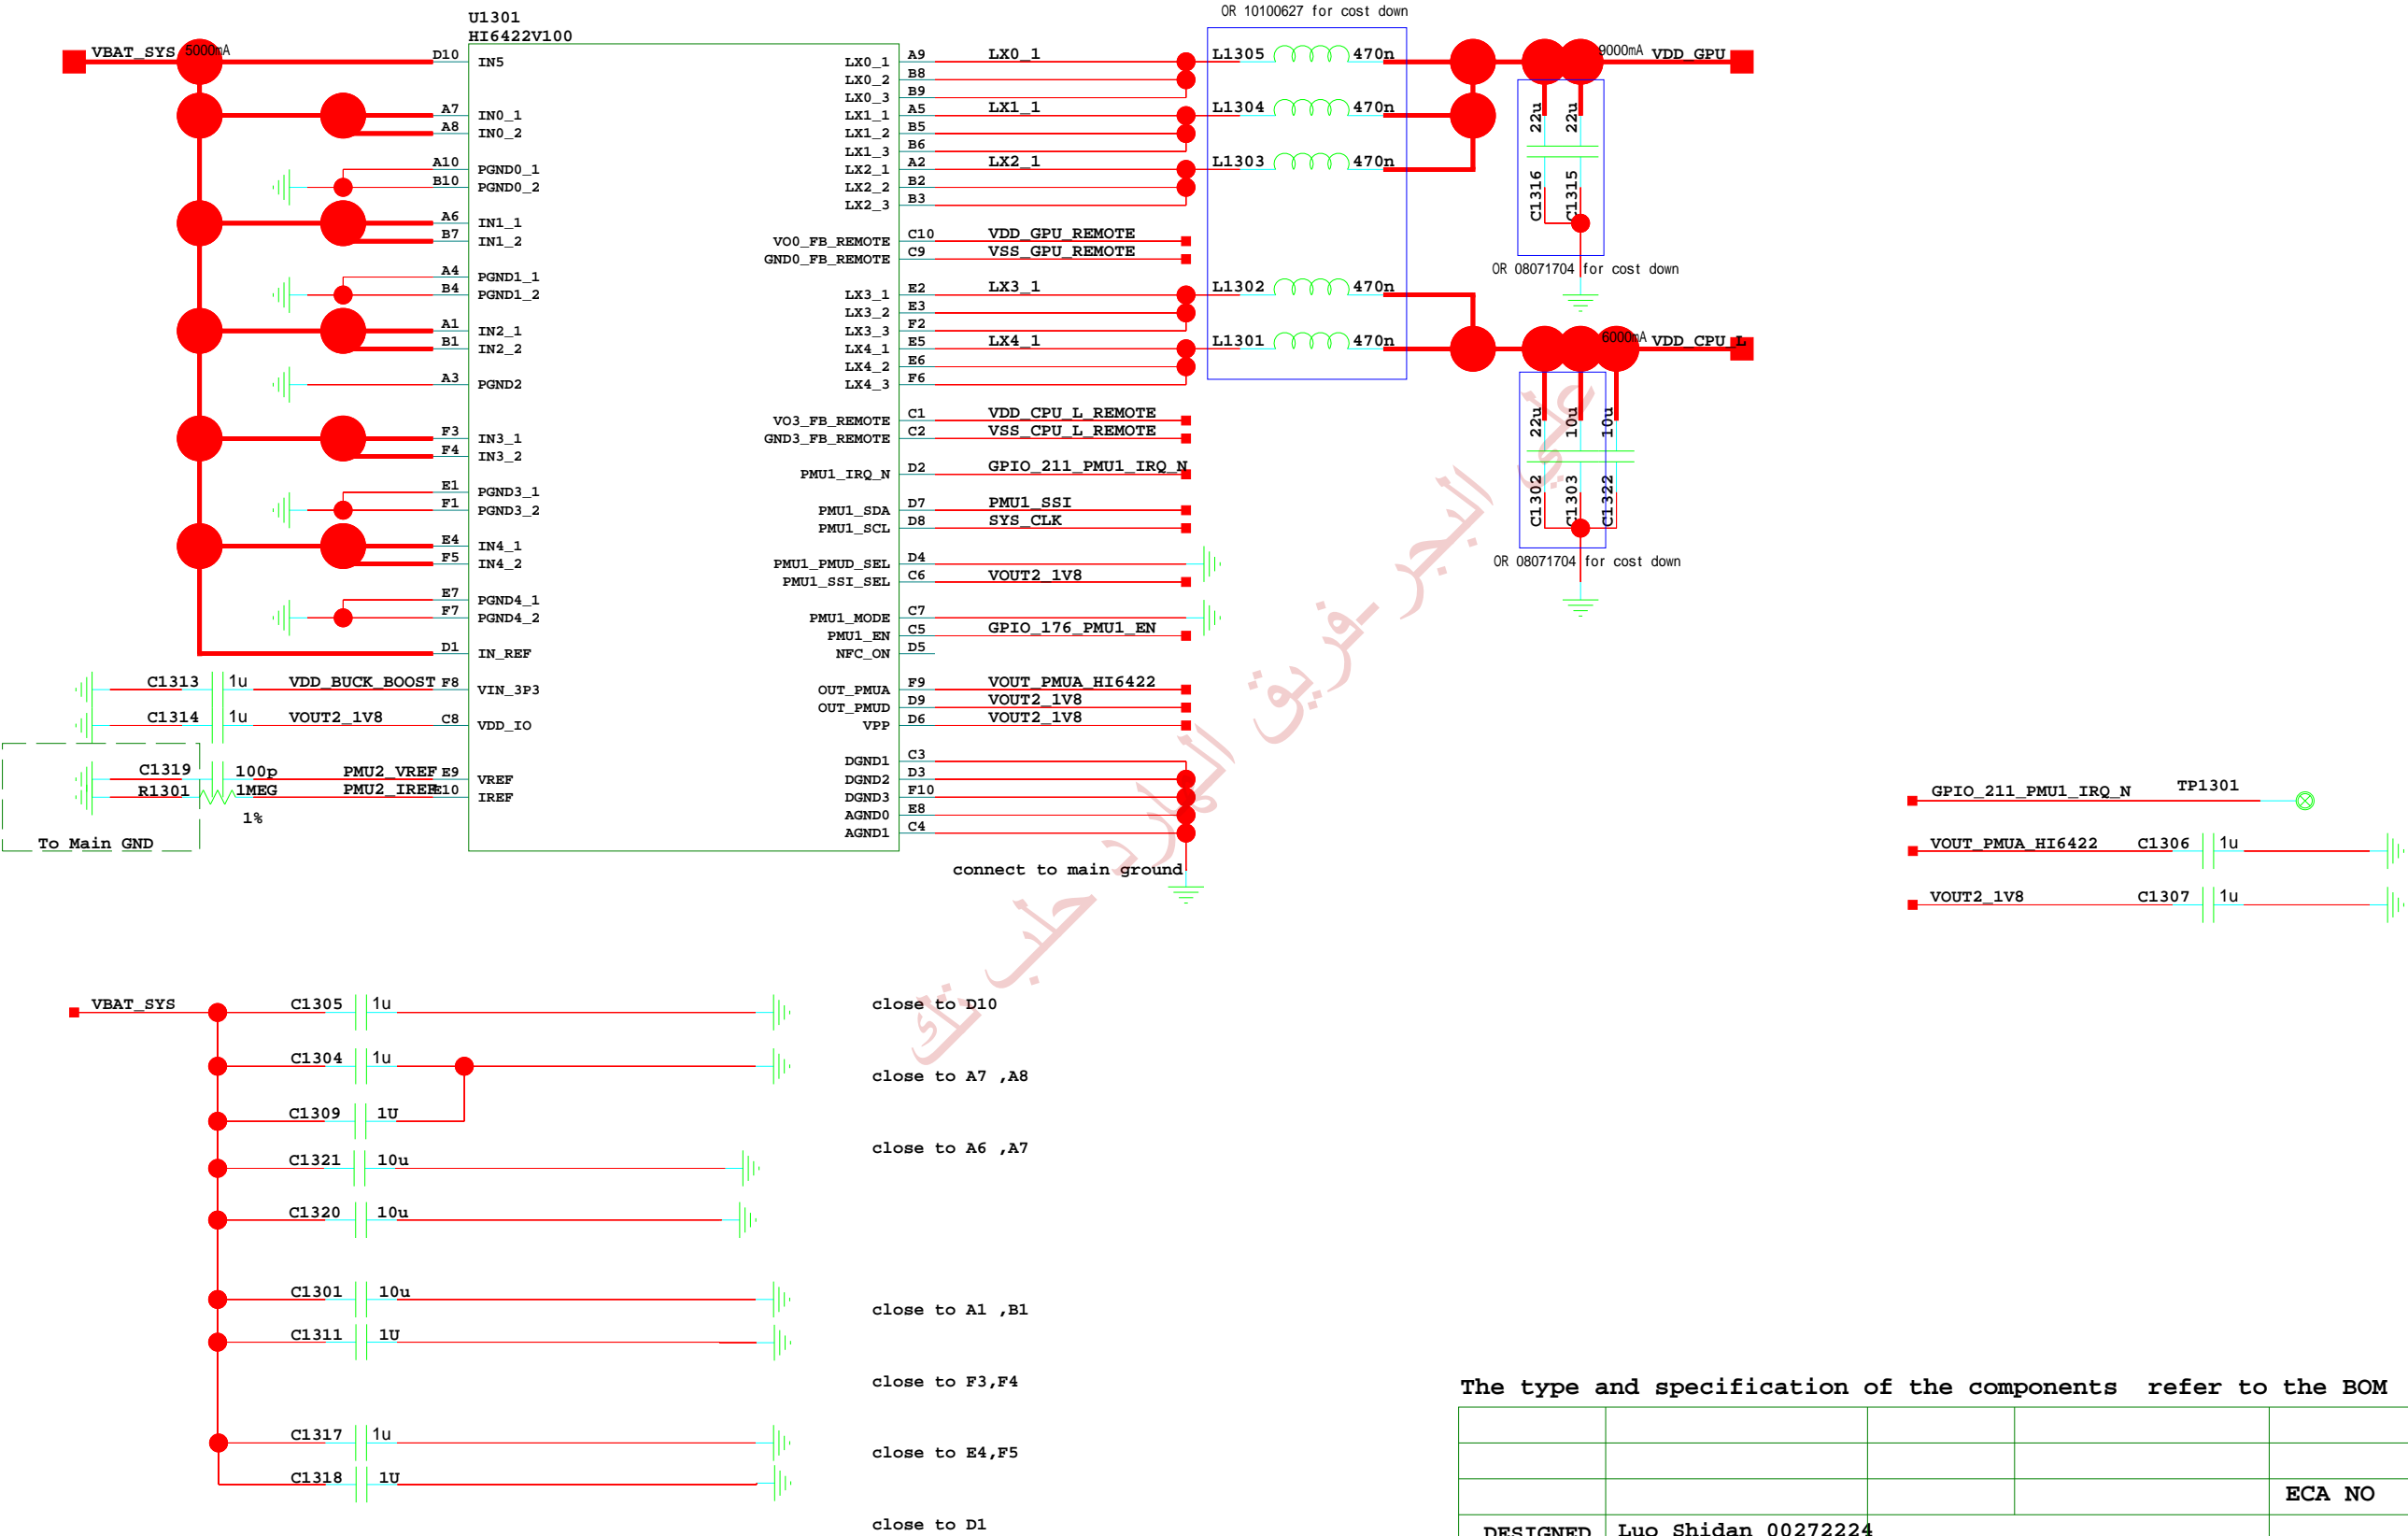 OR 10100627 for cost down
U1301
HI6422V100
VBAT_SYS 5000mA
D10 IN5
A7 IN0_1
A8 IN0_2
A10 PGND0_1
B10 PGND0_2
A6 IN1_1
B7 IN1_2
A4 PGND1_1
B4 PGND1_2
A1 IN2_1
B1 IN2_2
A3 PGND2
F3 IN3_1
F4 IN3_2
E1 PGND3_1
F1 PGND3_2
E4 IN4_1
F5 IN4_2
E7 PGND4_1
F7 PGND4_2
D1 IN_REF
C1313 1u VDD_BUCK_BOOST F8 VIN_3P3
C1314 1u VOUT2_1V8 C8 VDD_IO
C1319 100p PMU2_VREF E9 VREF
R1301 1MEG PMU2_IREF E10 IREF
1%
To Main GND
LX0_1 A9 LX0_1 L1305 470n
LX0_2 B8
LX0_3 B9
LX1_1 A5 LX1_1 L1304 470n
LX1_2 B5
LX1_3 B6
LX2_1 A2 LX2_1 L1303 470n
LX2_2 B2
LX2_3 B3
VO0_FB_REMOTE C10 VDD_GPU_REMOTE
GND0_FB_REMOTE C9 VSS_GPU_REMOTE
LX3_1 E2 LX3_1 L1302 470n
LX3_2 E3
LX3_3 F2
LX4_1 E5 LX4_1 L1301 470n
LX4_2 E6
LX4_3 F6
VO3_FB_REMOTE C1 VDD_CPU_L_REMOTE
GND3_FB_REMOTE C2 VSS_CPU_L_REMOTE
PMU1_IRQ_N D2 GPIO_211_PMU1_IRQ_N
PMU1_SDA D7 PMU1_SSI
PMU1_SCL D8 SYS_CLK
PMU1_PMUD_SEL D4
PMU1_SSI_SEL C6 VOUT2_1V8
PMU1_MODE C7
PMU1_EN C5 GPIO_176_PMU1_EN
NFC_ON D5
OUT_PMUA F9 VOUT_PMUA_HI6422
OUT_PMUD D9 VOUT2_1V8
VPP D6 VOUT2_1V8
DGND1 C3
DGND2 D3
DGND3 F10
AGND0 E8
AGND1 C4
connect to main ground
9000mA VDD_GPU
22u 22u
C1316 C1315
OR 08071704 for cost down
6000mA VDD_CPU_L
22u 10u 10u
C1302 C1303 C1322
OR 08071704 for cost down
علي البحر -فريق المارد حلب تك
GPIO_211_PMU1_IRQ_N TP1301
VOUT_PMUA_HI6422 C1306 1u
VOUT2_1V8 C1307 1u
VBAT_SYS C1305 1u close to D10
C1304 1u
close to A7 ,A8
C1309 1U
close to A6 ,A7
C1321 10u
C1320 10u
C1301 10u
close to A1 ,B1
C1311 1U
close to F3,F4
C1317 1u
close to E4,F5
C1318 1U
close to D1
The type and specification of the components refer to the BOM
ECA NO
DESIGNED Luo Shidan 00272224